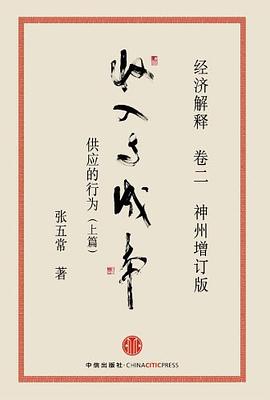 经济解释 卷二 神州增订版
收入与成本
供应的行为（上篇）
张五常 著
中信出版社·CHINACITICPRESS